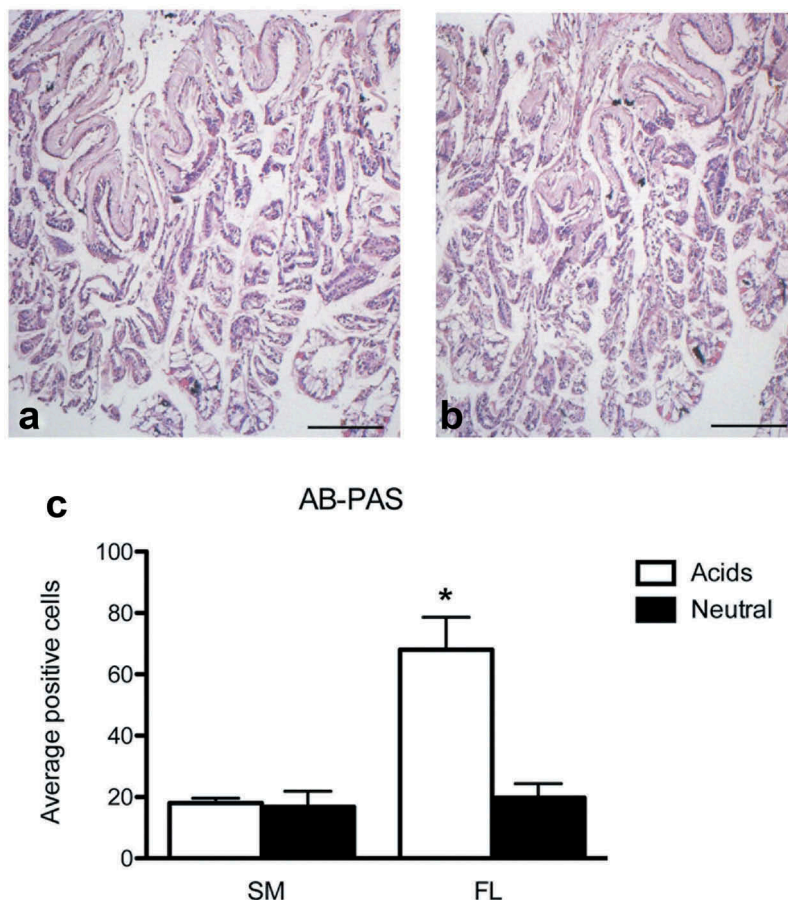 a
b
c
AB-PAS
Average positive cells
100
80
60
40
20
0
*
SM
FL
Acids
Neutral